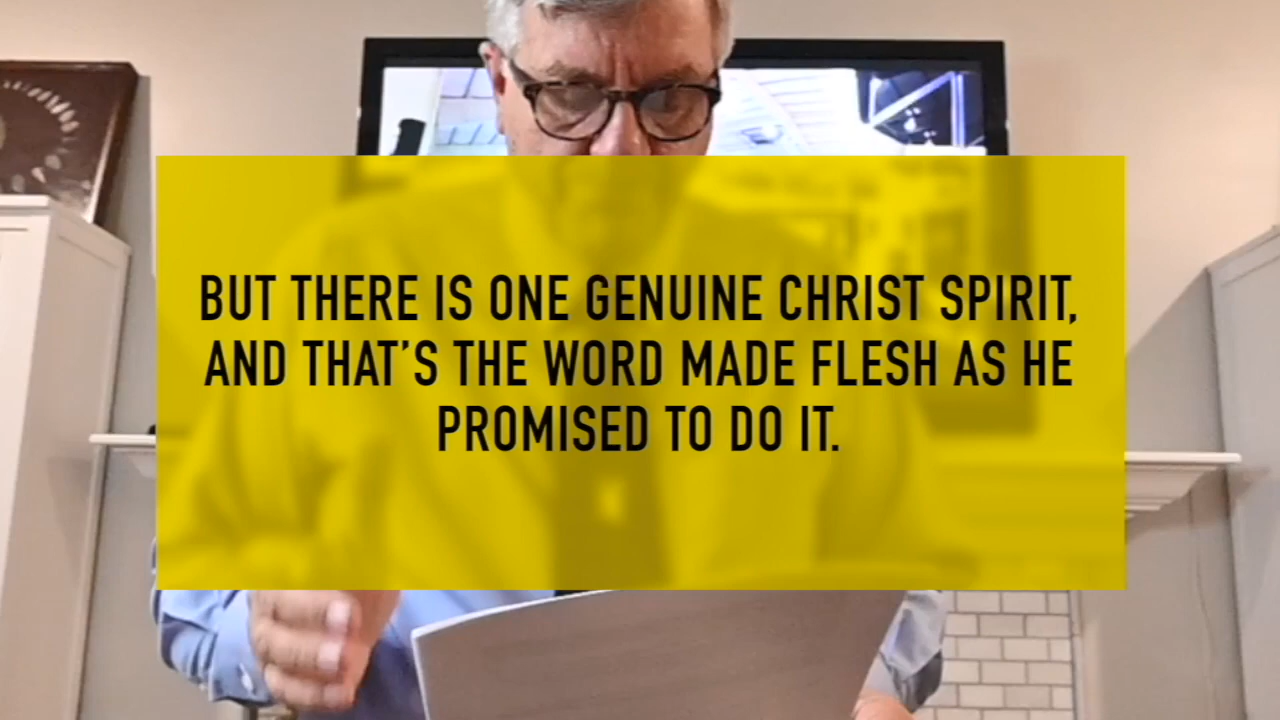 BUT THERE IS ONE GENUINE CHRIST SPIRIT,
AND THAT’S THE WORD MADE FLESH AS HE
PROMISED TO DO IT.